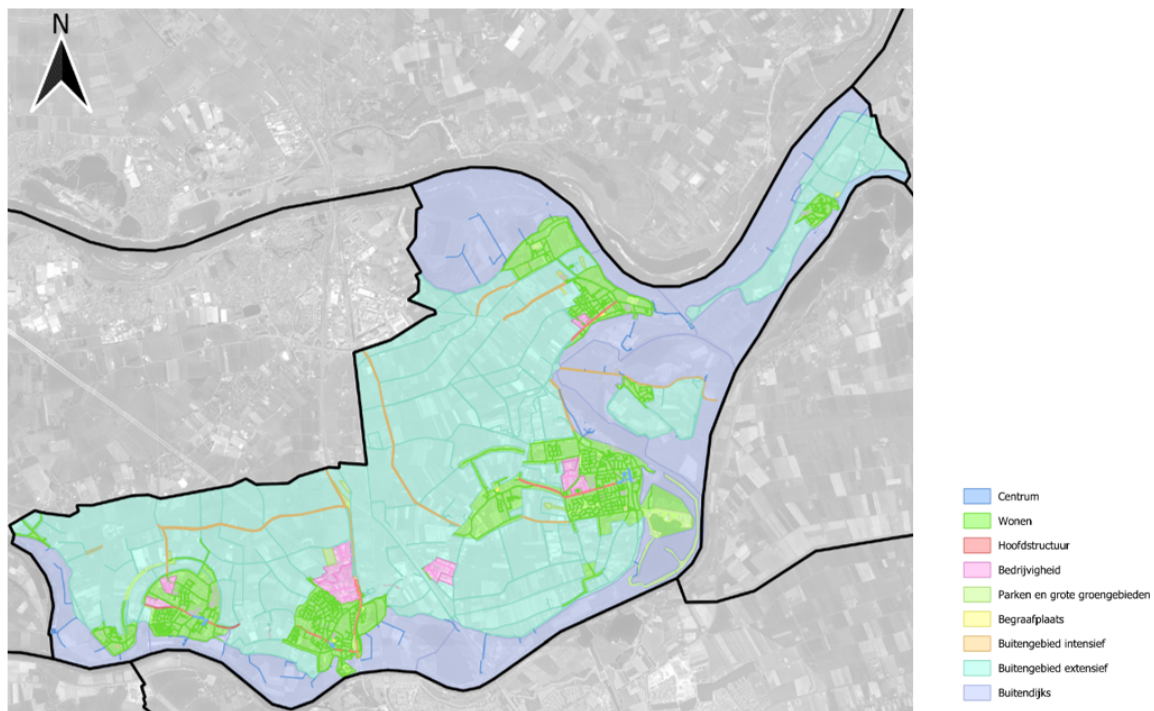 N
Centrum
Wonen
Hoofdstructuur
Bedrijvigheid
Parken en grote groengebieden
Begraafplaats
Buitengebied intensief
Buitengebied extensief
Buitendijks